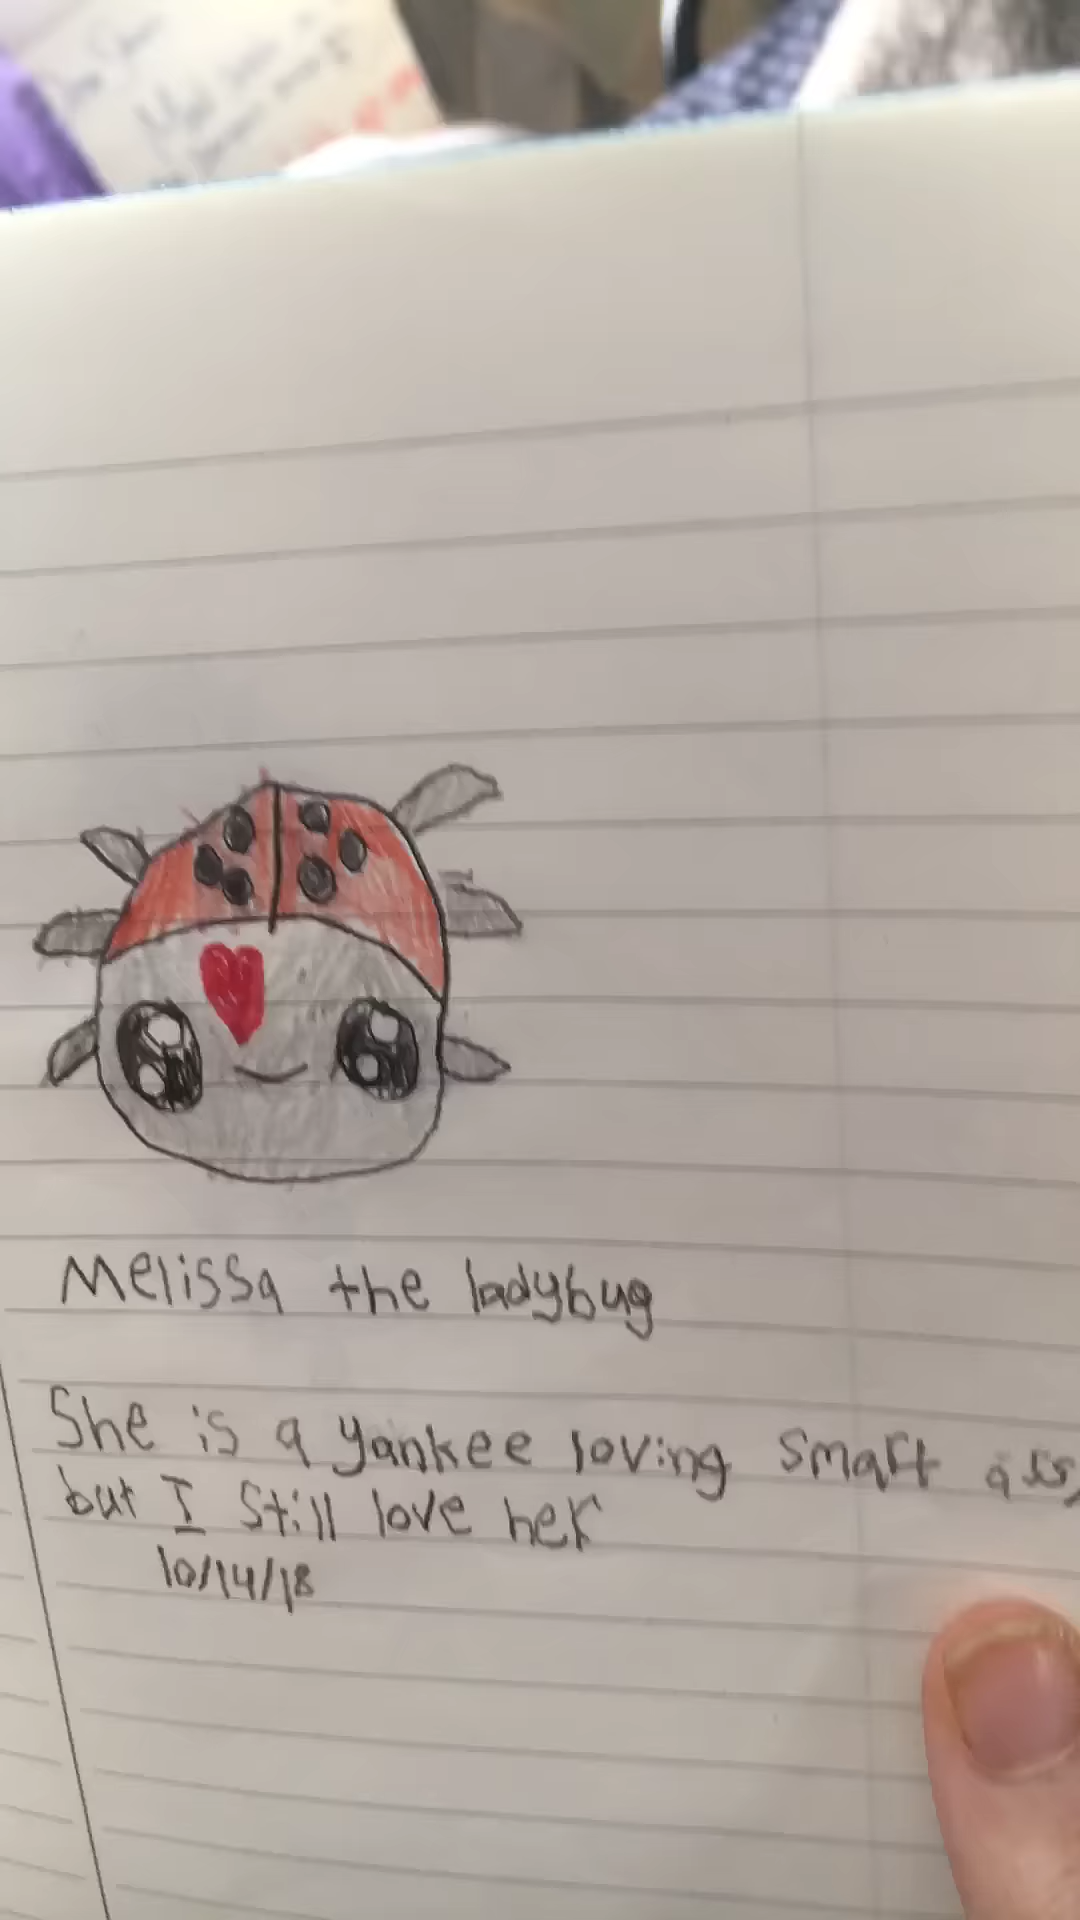 Melissa the ladybug
She is a yankee loving smart ass,
but I still love her
10/14/18